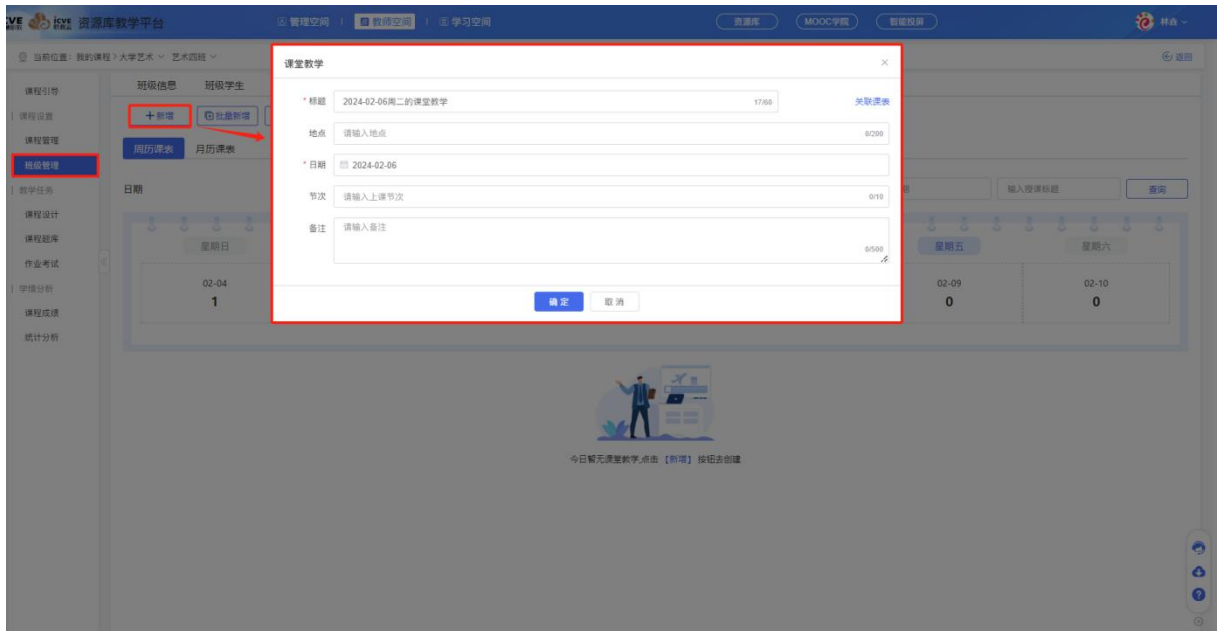 icve 资源库教学平台
管理空间 教师空间 学习空间
资源库 MOOC学院 智能投屏
当前位置: 我的课程>大学艺术 艺术四班
返回
课程引导
课程设置
课程管理
班级管理
教学任务
课程设计
课程题库
作业考试
学情分析
课程成绩
统计分析
班级信息 班级学生
+新增 批量新增
周历课表 月历课表
日期
输入授课标题 查询
课堂教学
* 标题 2024-02-06周二的课堂教学 17/60 关联课表
地点 请输入地点 0/200
* 日期 2024-02-06
节次 请输入上课节次 0/10
备注 请输入备注
0/500
确定 取消
星期日 星期五 星期六
02-04 02-09 02-10
1 0 0
今日暂无课堂教学,点击【新增】按钮去创建